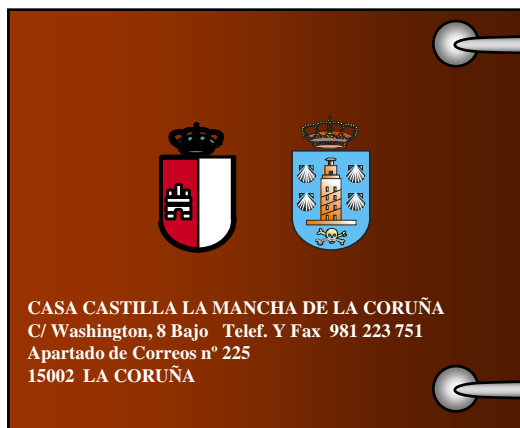 CASA CASTILLA LA MANCHA DE LA CORUÑA
C/ Washington, 8 Bajo Telef. Y Fax 981 223 751
Apartado de Correos nº 225
15002 LA CORUÑA